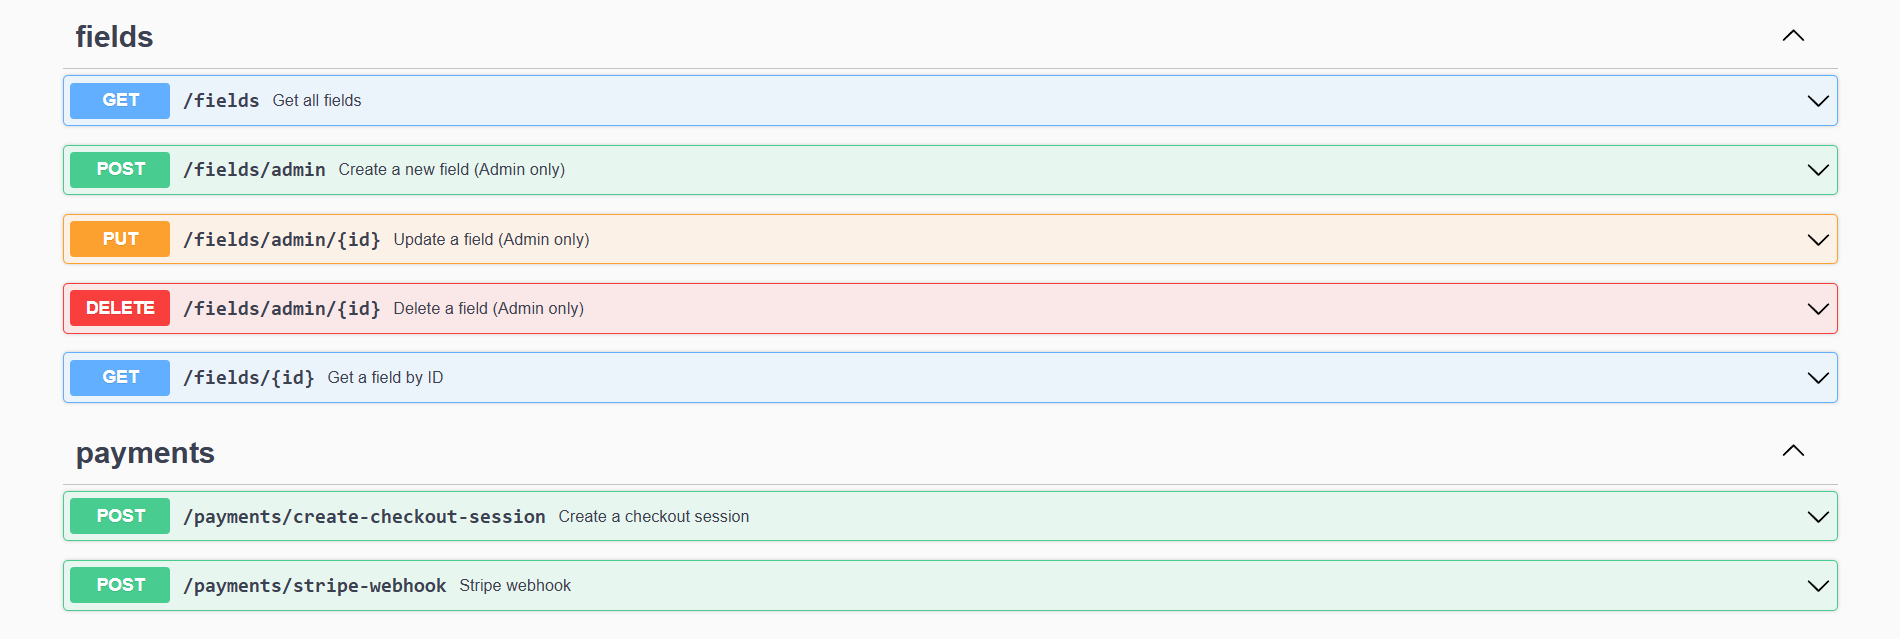 fields
GET /fields Get all fields
POST /fields/admin Create a new field (Admin only)
PUT /fields/admin/{id} Update a field (Admin only)
DELETE /fields/admin/{id} Delete a field (Admin only)
GET /fields/{id} Get a field by ID
payments
POST /payments/create-checkout-session Create a checkout session
POST /payments/stripe-webhook Stripe webhook